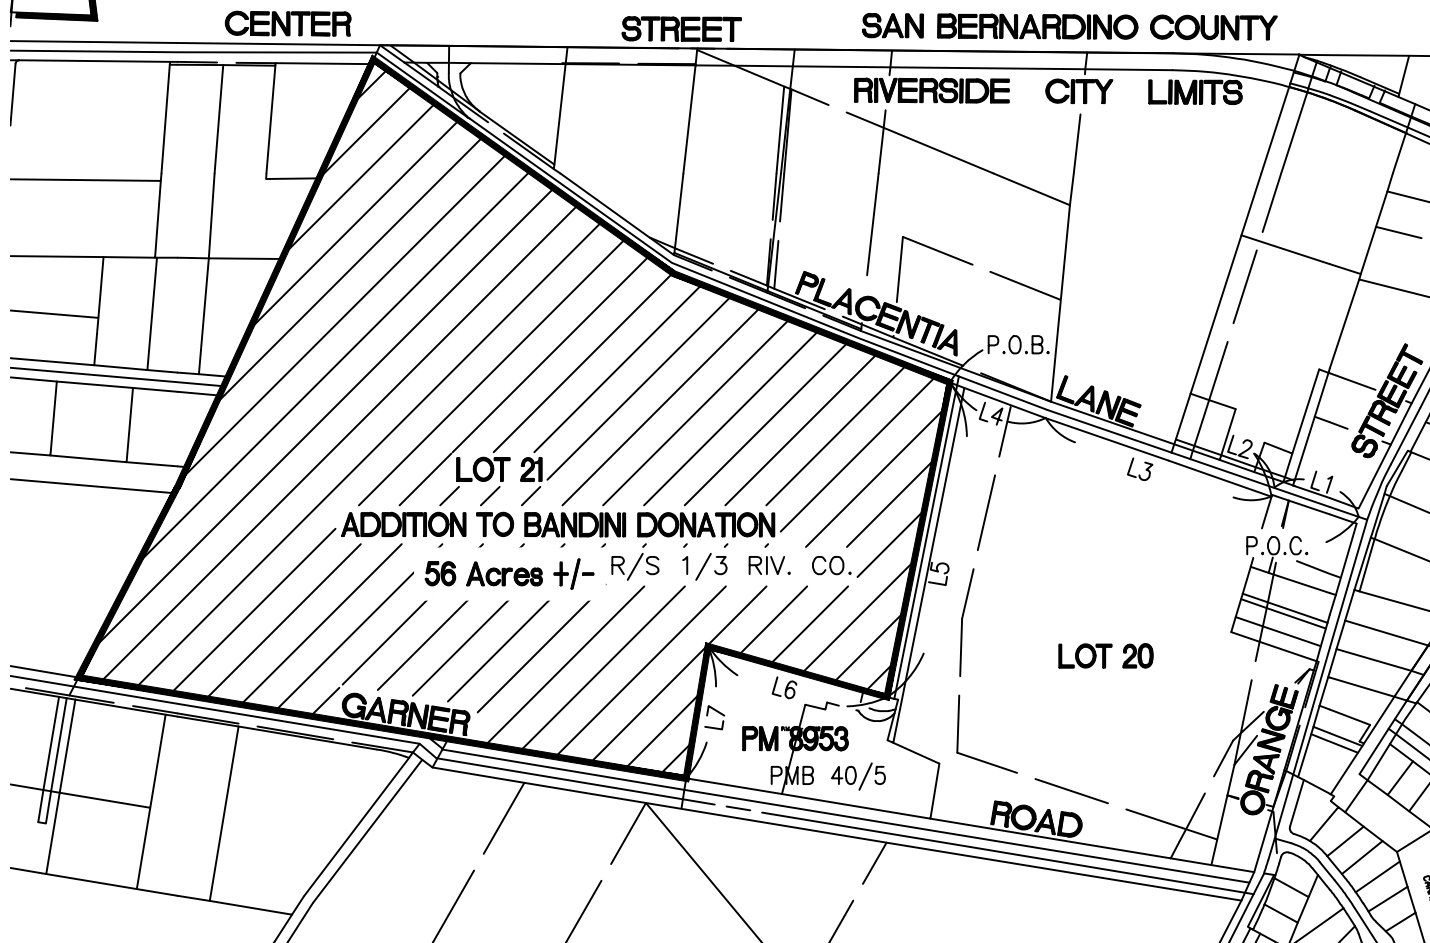 CENTER STREET SAN BERNARDINO COUNTY
RIVERSIDE CITY LIMITS
PLACENTIA LANE
P.O.B.
STREET
L4
L3
L2
L1
LOT 21
ADDITION TO BANDINI DONATION
56 Acres +/- R/S 1/3 RIV. CO.
P.O.C.
L5
LOT 20
L6
L7
GARNER ROAD
PM 8953
PMB 40/5
ORANGE